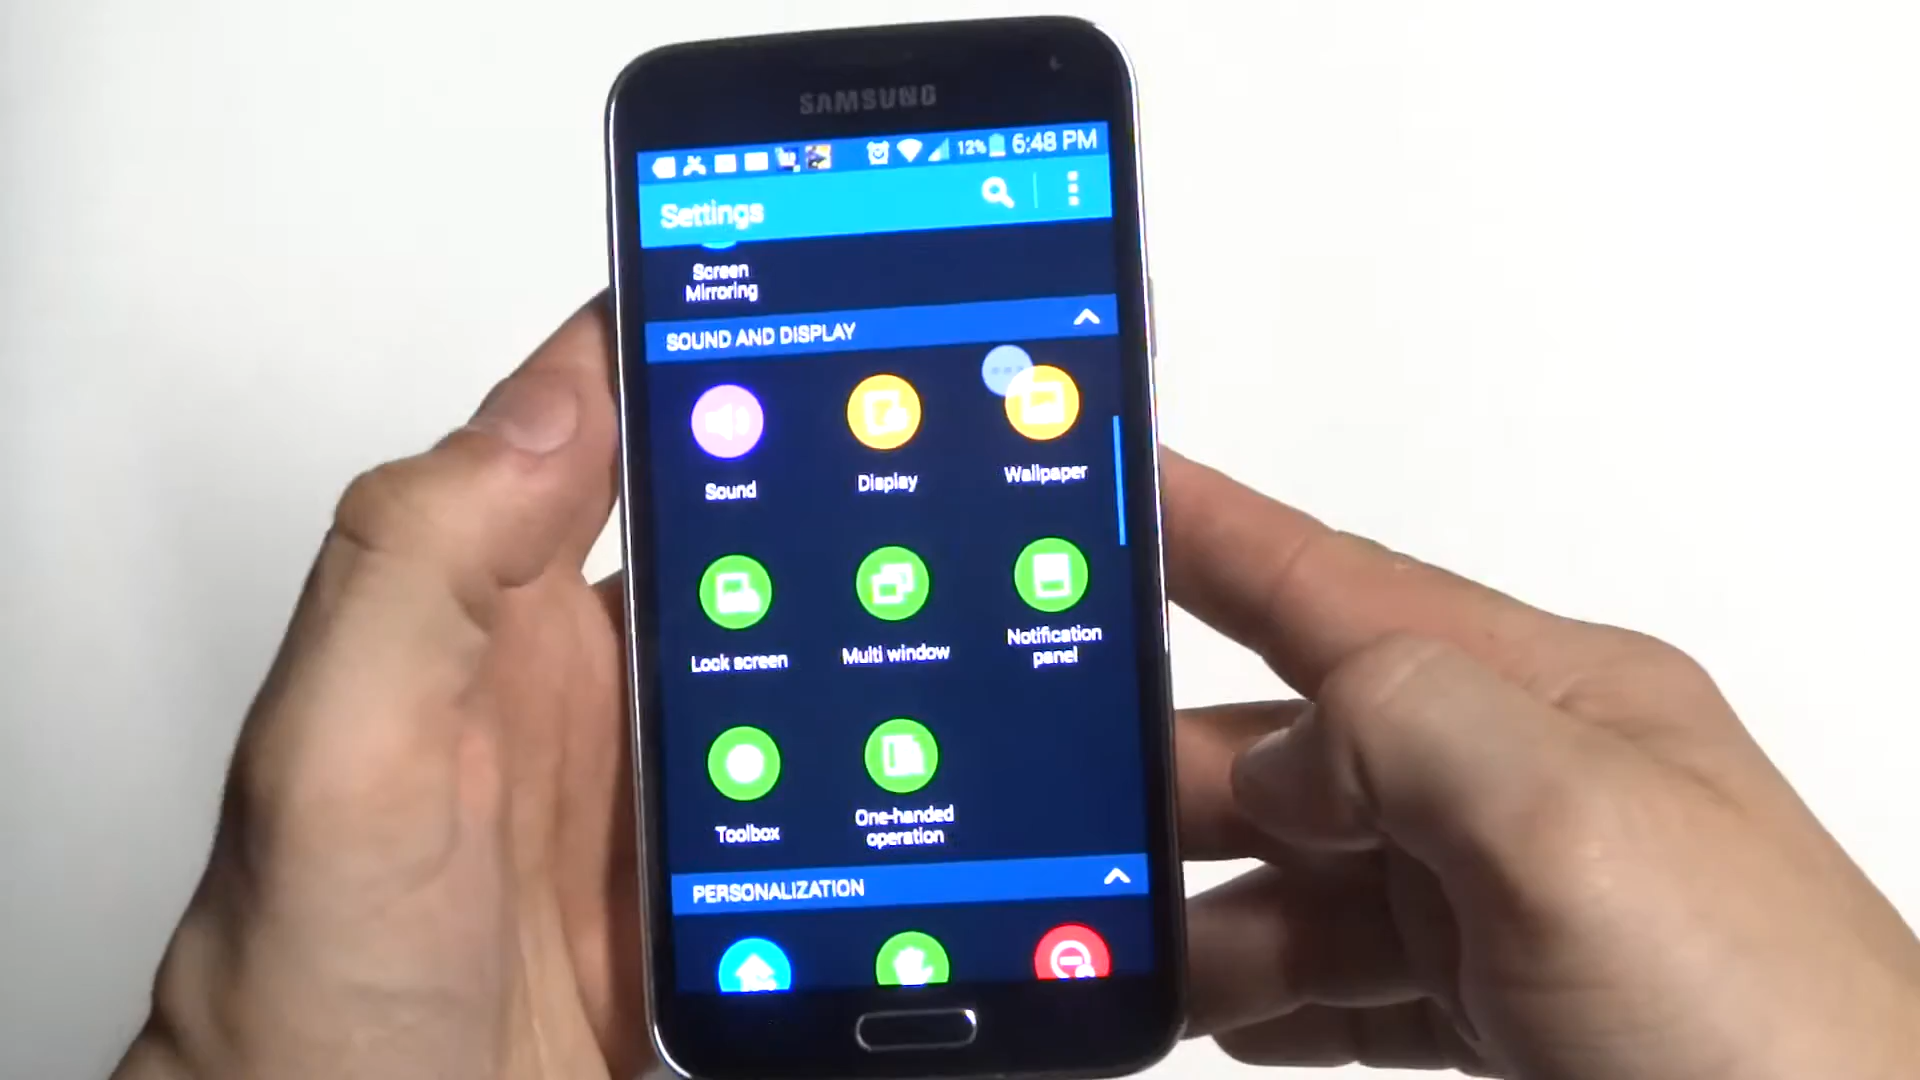 SAMSUNG
12% 6:48 PM
Settings
Screen
Mirroring
SOUND AND DISPLAY
Sound
Display
Wallpaper
Lock screen
Multi window
Notification
panel
Toolbox
One-handed
operation
PERSONALIZATION